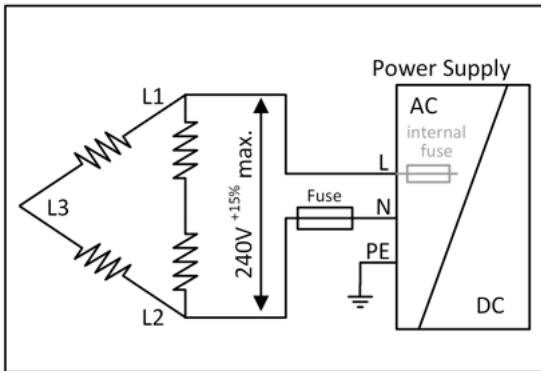 Power Supply
L1
AC
internal
fuse
L
240V +15% max.
Fuse
L3
N
PE
L2
DC